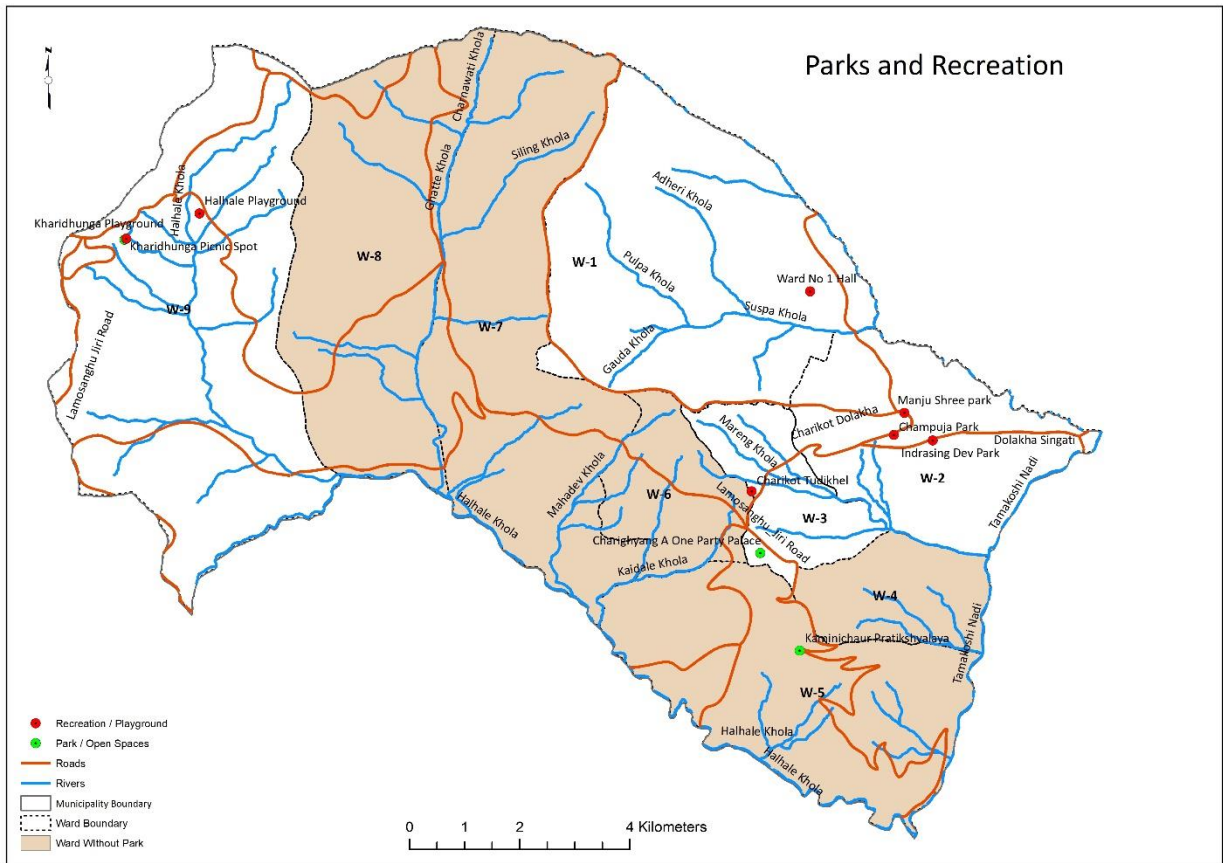 Parks and Recreation
N
Charnawati Khola
Siling Khola
Ghatte Khola
Adheri Khola
Halhale Khola
Halhale Playground
Kharidhunga Playground
Kharidhunga Picnic Spot
W-8
W-1
Pulpa Khola
Ward No 1 Hall
W-9
Suspa Khola
W-7
Gauda Khola
Lamosanghu Jiri Road
Manju Shree park
Charikot Dolakha
Champuja Park
Dolakha Singati
Indrasing Dev Park
Mareng Khola
W-2
Charikot Tudikhel
Mahadev Khola
W-6
Halhale Khola
Lamosanghu Jiri Road
W-3
Tamakoshi Nadi
Charighyang A One Party Palace
Kaidale Khola
W-4
Kaminichaur Pratikshyalaya
Tamakoshi Nadi
W-5
Halhale Khola
Halhale Khola
Recreation / Playground
Park / Open Spaces
Roads
Rivers
Municipality Boundary
Ward Boundary
Ward Without Park
0 1 2 4 Kilometers